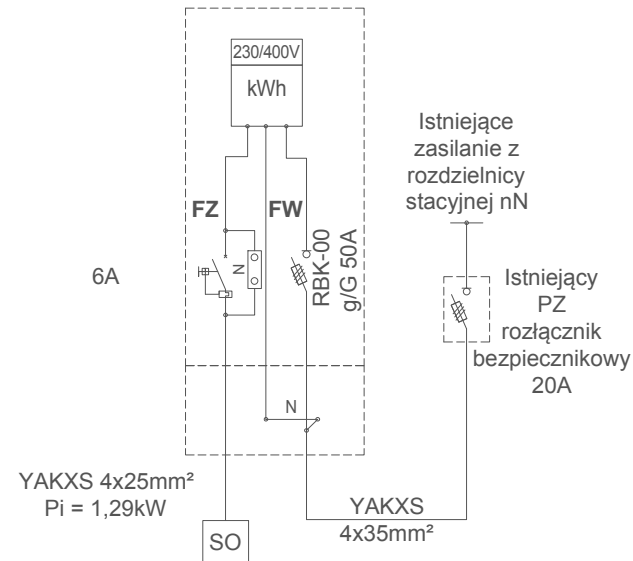 230/400V
kWh
Istniejące
zasilanie z
rozdzielnicy
stacyjnej nN
FZ
FW
RBK-00
g/G 50A
6A
N
Istniejący
PZ
rozłącznik
bezpiecznikowy
20A
N
YAKXS 4x25mm²
Pi = 1,29kW
YAKXS
4x35mm²
SO